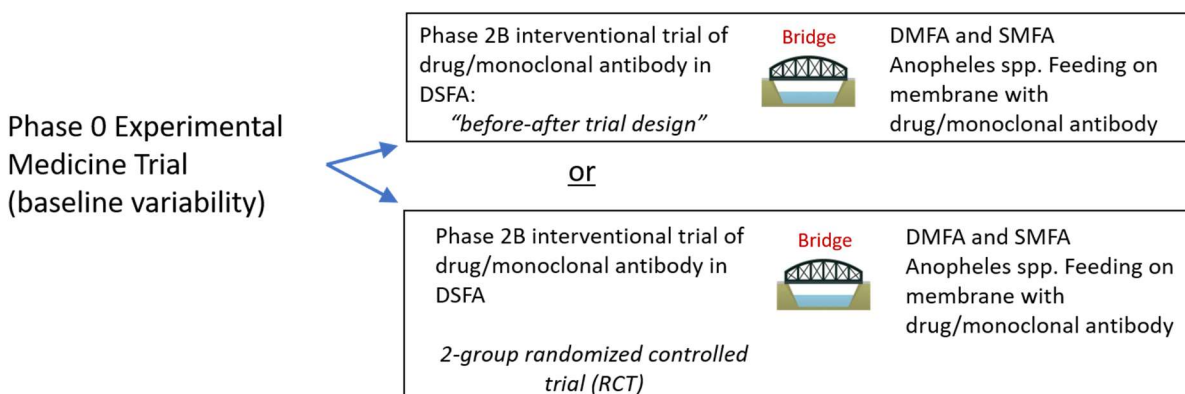 Phase 0 Experimental
Medicine Trial
(baseline variability)
Phase 2B interventional trial of
drug/monoclonal antibody in
DSFA:
“before-after trial design”
Bridge
DMFA and SMFA
Anopheles spp. Feeding on
membrane with
drug/monoclonal antibody
or
Phase 2B interventional trial of
drug/monoclonal antibody in
DSFA
2-group randomized controlled
trial (RCT)
Bridge
DMFA and SMFA
Anopheles spp. Feeding on
membrane with
drug/monoclonal antibody